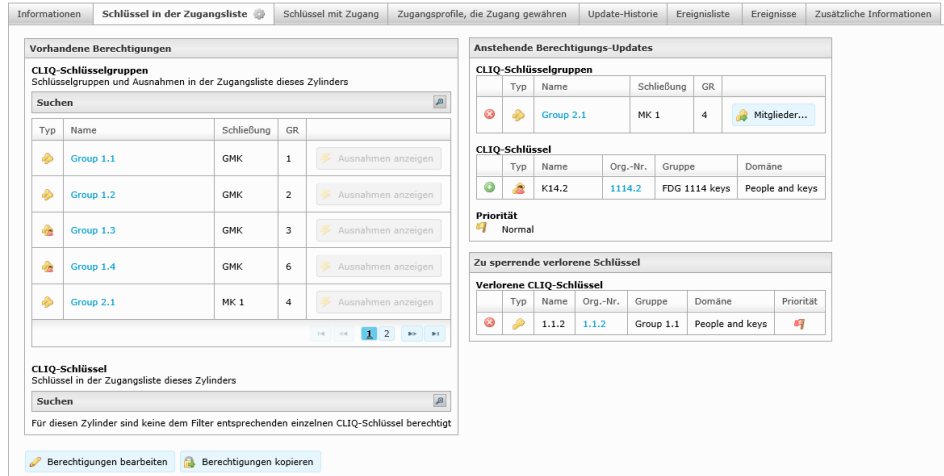 Informationen Schlüssel in der Zugangsliste Schlüssel mit Zugang Zugangsprofile, die Zugang gewähren Update-Historie Ereignisliste Ereignisse Zusätzliche Informationen
Vorhandene Berechtigungen
CLIQ-Schlüsselgruppen
Schlüsselgruppen und Ausnahmen in der Zugangsliste dieses Zylinders
Suchen
Typ Name Schließung GR
Group 1.1 GMK 1 Ausnahmen anzeigen
Group 1.2 GMK 2 Ausnahmen anzeigen
Group 1.3 GMK 3 Ausnahmen anzeigen
Group 1.4 GMK 6 Ausnahmen anzeigen
Group 2.1 MK 1 4 Ausnahmen anzeigen
1 2
CLIQ-Schlüssel
Schlüssel in der Zugangsliste dieses Zylinders
Suchen
Für diesen Zylinder sind keine dem Filter entsprechenden einzelnen CLIQ-Schlüssel berechtigt
Berechtigungen bearbeiten Berechtigungen kopieren
Anstehende Berechtigungs-Updates
CLIQ-Schlüsselgruppen
Typ Name Schließung GR
Group 2.1 MK 1 4 Mitglieder...
CLIQ-Schlüssel
Typ Name Org.-Nr. Gruppe Domäne
K14.2 1114.2 FDG 1114 keys People and keys
Priorität
Normal
Zu sperrende verlorene Schlüssel
Verlorene CLIQ-Schlüssel
Typ Name Org.-Nr. Gruppe Domäne Priorität
1.1.2 1.1.2 Group 1.1 People and keys